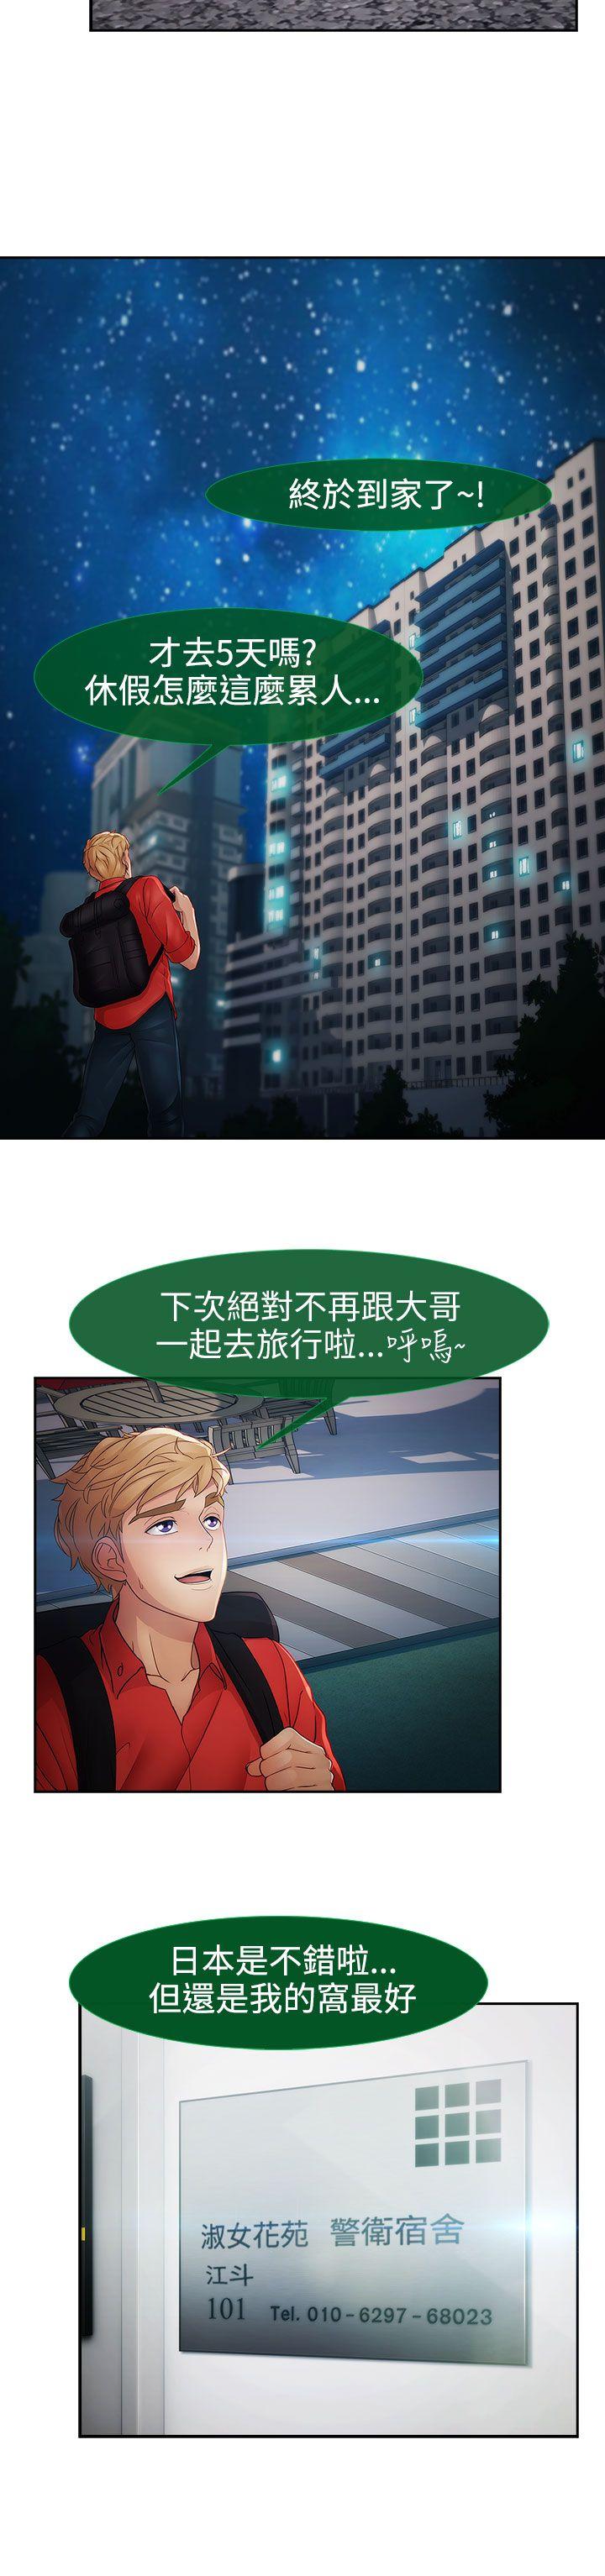 終於到家了~!
才去5天嗎?
休假怎麼這麼累人...
下次絕對不再跟大哥
一起去旅行啦...呼嗚~
日本是不錯啦...
但還是我的窩最好
淑女花苑 警衛宿舍
江斗
101 Tel. 010-6297-68023